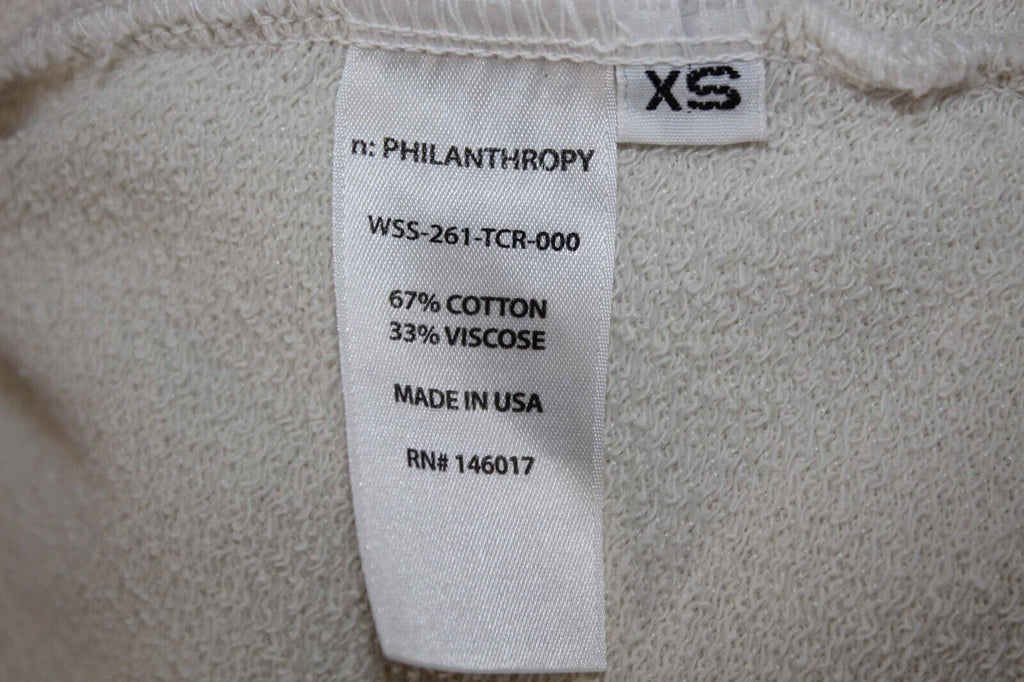 XS
n: PHILANTHROPY
WSS-261-TCR-000
67% COTTON
33% VISCOSE
MADE IN USA
RN# 146017